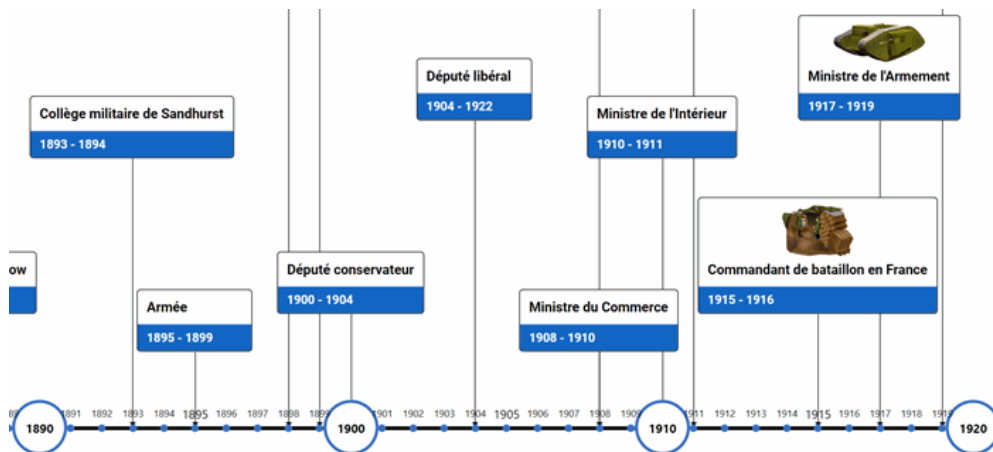 Ministre de l'Armement
1917 - 1919
Député libéral
1904 - 1922
Collège militaire de Sandhurst
1893 - 1894
Ministre de l'Intérieur
1910 - 1911
Commandant de bataillon en France
1915 - 1916
ow
Député conservateur
1900 - 1904
Armée
1895 - 1899
Ministre du Commerce
1908 - 1910
1890 1891 1892 1893 1894 1895 1896 1897 1898 1899 1900 1901 1902 1903 1904 1905 1906 1907 1908 1909 1910 1911 1912 1913 1914 1915 1916 1917 1918 1919 1920